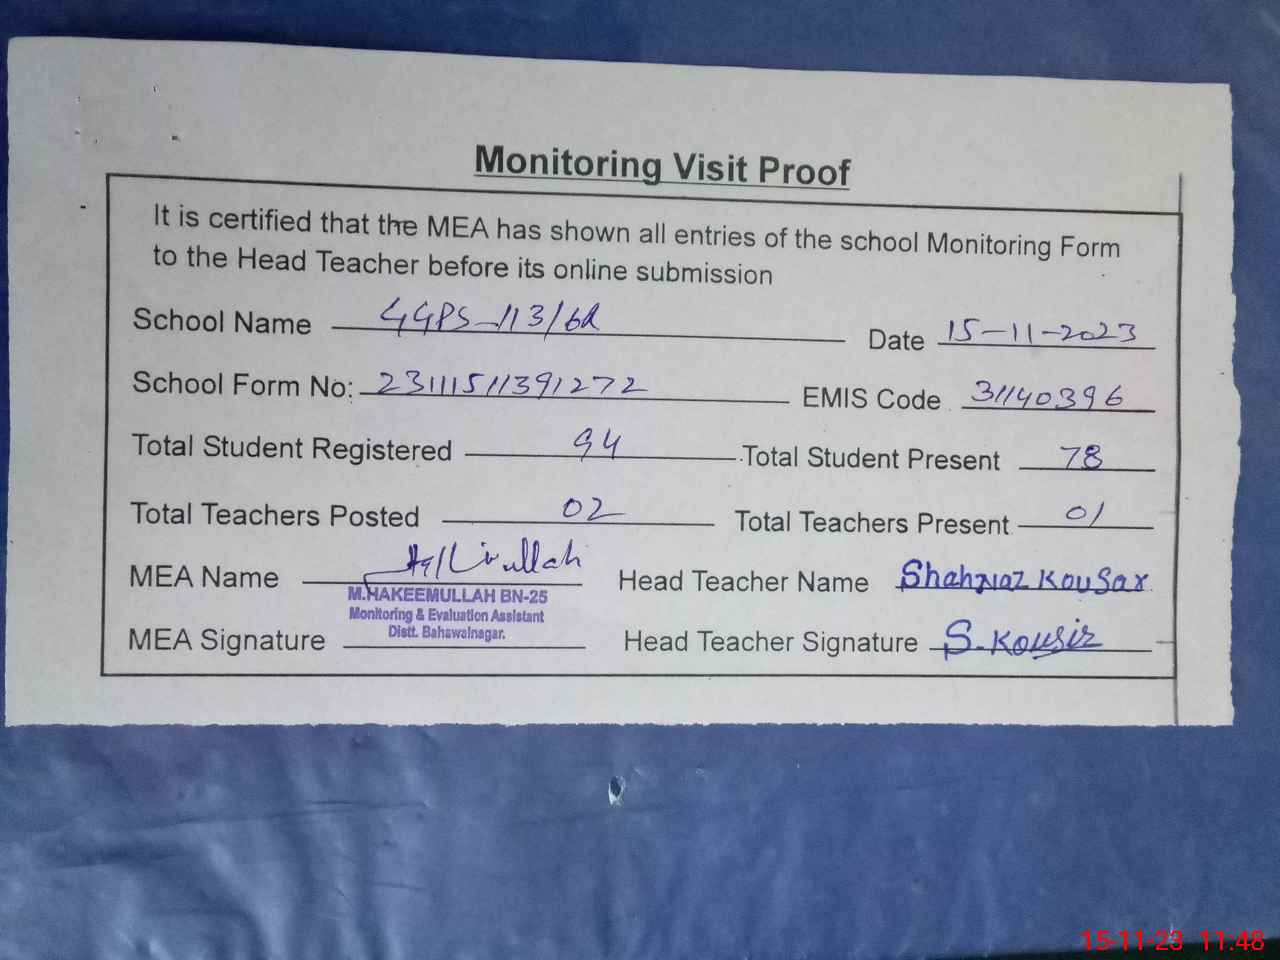 Monitoring Visit Proof
It is certified that the MEA has shown all entries of the school Monitoring Form
to the Head Teacher before its online submission
School Name GGPS-113/6R Date 15-11-2023
School Form No: 23111511391272 EMIS Code 31140396
Total Student Registered 94 Total Student Present 78
Total Teachers Posted 02 Total Teachers Present 01
MEA Name Head Teacher Name Shahnaz Kousar
M.HAKEEMULLAH BN-25
Monitoring & Evaluation Assistant
Distt. Bahawalnagar.
MEA Signature Head Teacher Signature S-Kousir
15-11-23 11:48